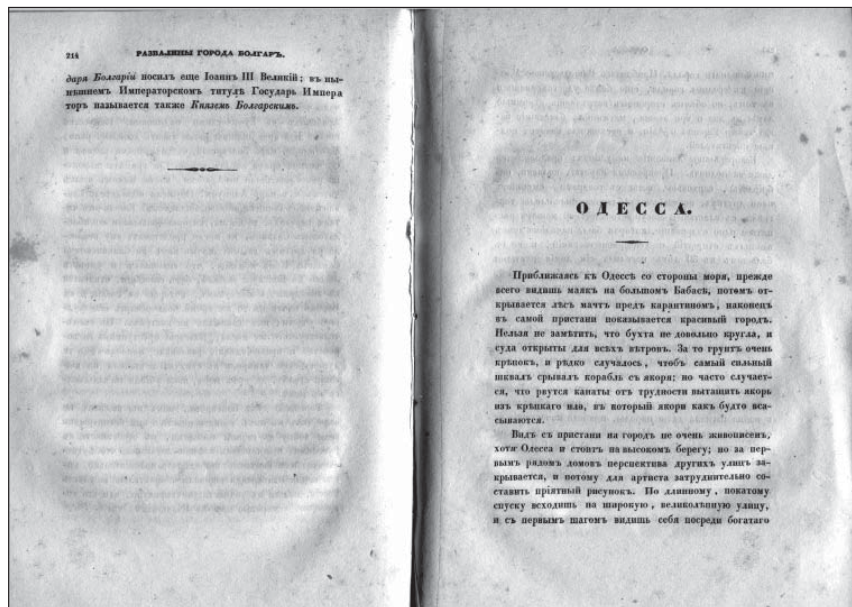 214
РАЗВАЛИНЫ ГОРОДА БОЛГАРЪ.
даря Болгаріи носилъ еще Іоаннъ III Великій; въ ны-
нѣшнемъ Императорскомъ титулѣ Государь Импера
торъ называется также Княземъ Болгарскимъ.
ОДЕССА.
Приближаясь къ Одессѣ со стороны моря, прежде
всего видишь маякъ на большомъ Бабасѣ, потомъ от-
крывается лѣсъ мачтъ предъ карантиномъ, наконецъ
въ самой пристани показывается красивый городъ.
Нельзя не замѣтить, что бухта не довольно кругла, и
суда открыты для всѣхъ вѣтровъ. За то грунтъ очень
крѣпокъ, и рѣдко случалось, чтобъ самый сильный
шквалъ срывалъ корабль съ якоря; но часто случает-
ся, что рвутся канаты отъ трудности вытащить якорь
изъ крѣпкаго ила, въ который якори какъ будто вса-
сываются.
Видъ съ пристани на городъ не очень живописенъ,
хотя Одесса и стоитъ на высокомъ берегу; но за пер-
вымъ рядомъ домовъ перспектива другихъ улицъ за-
крывается, и потому для артиста затруднительно со-
ставить пріятный рисунокъ. По длинному, покатому
спуску всходишь на широкую, великолѣпную улицу,
и съ первымъ шагомъ видишь себя посреди богатаго